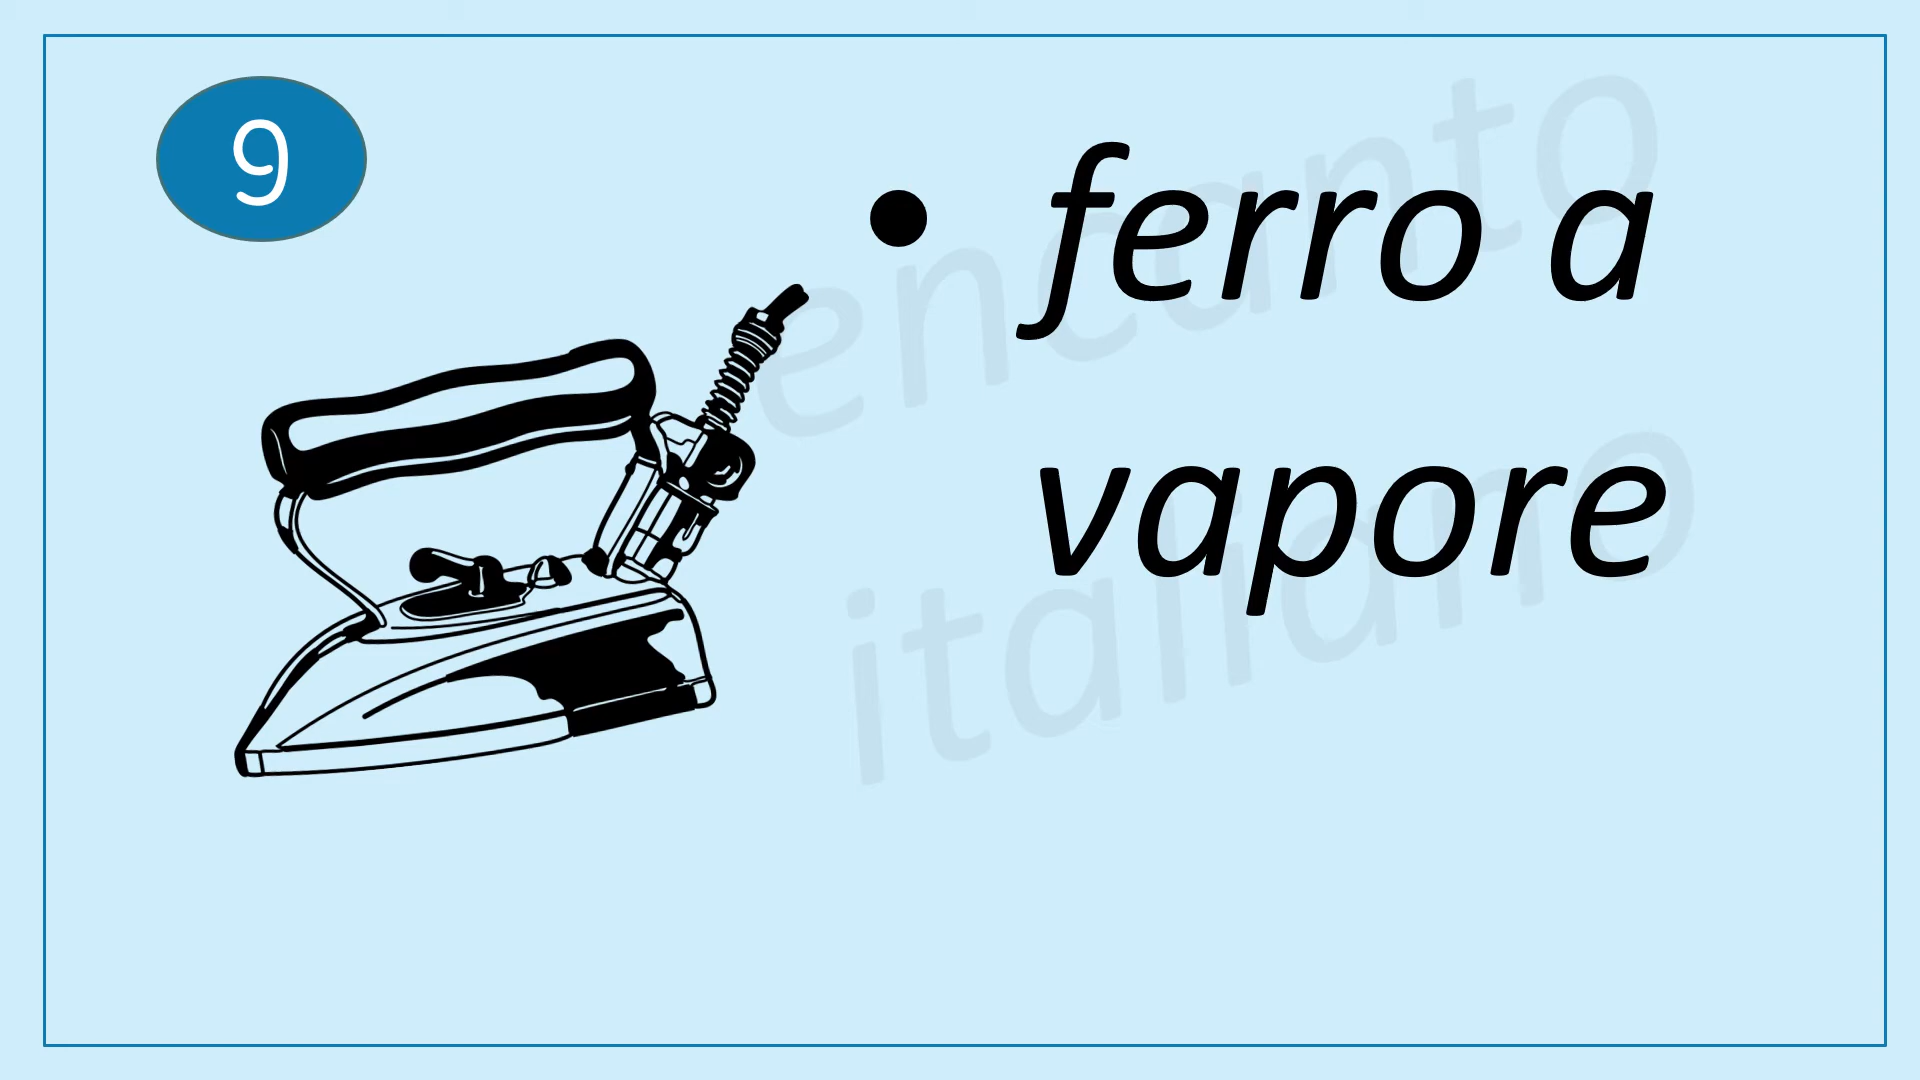 9
• ferro a
vapore
encanto
italiano